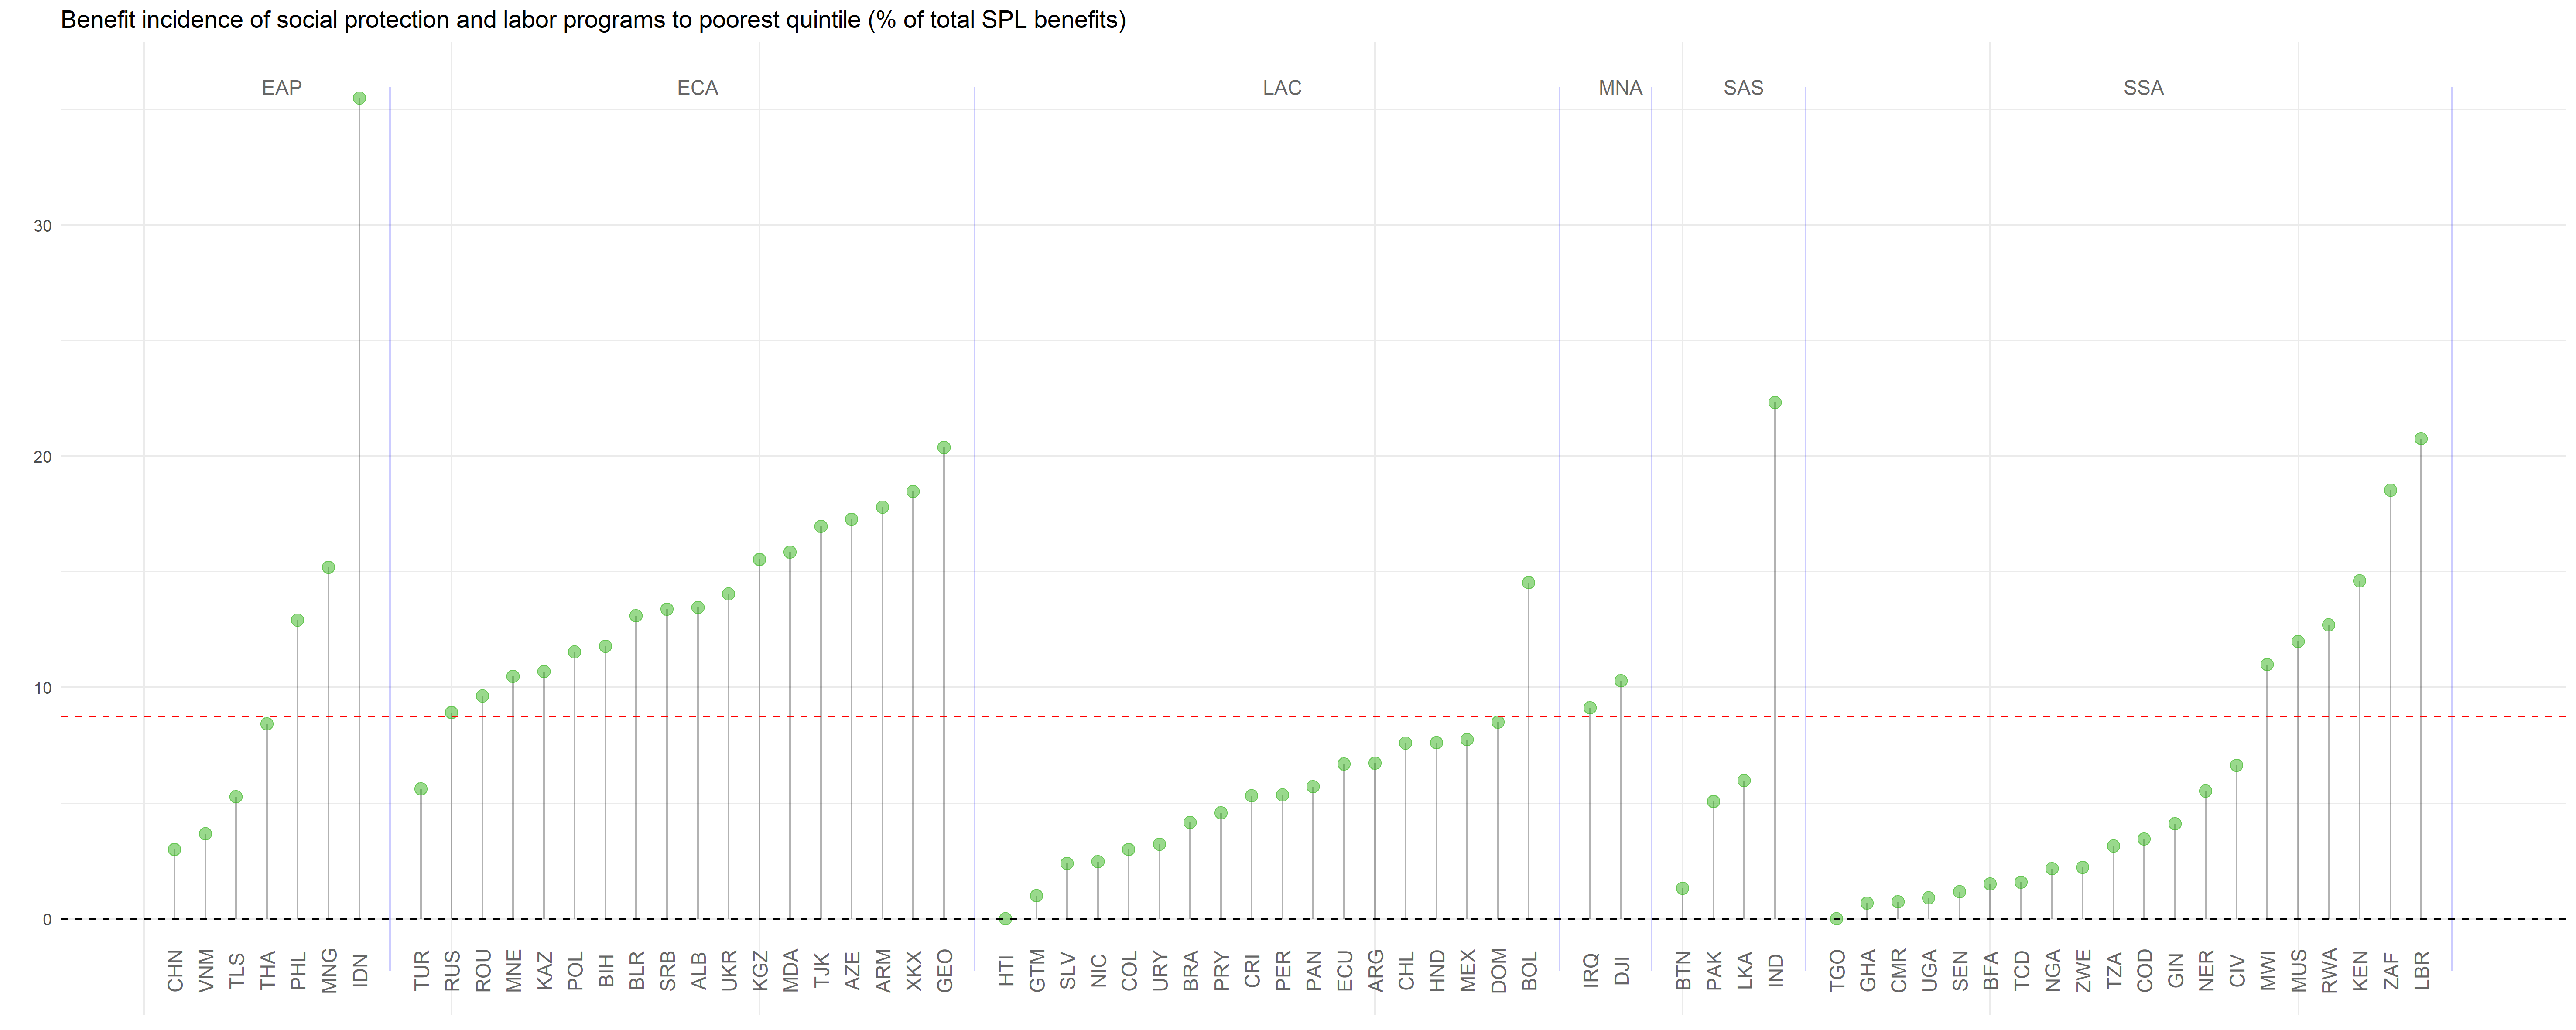 Benefit incidence of social protection and labor programs to poorest quintile (% of total SPL benefits)
EAP ECA LAC MNA SAS SSA
30
20
10
0
CHN VNM TLS THA PHL MNG IDN TUR RUS ROU MNE KAZ POL BIH BLR SRB ALB UKR KGZ MDA TJK AZE ARM XKX GEO HTI GTM SLV NIC COL URY BRA PRY CRI PER PAN ECU ARG CHL HND MEX DOM BOL IRQ DJI BTN PAK LKA IND TGO GHA CMR UGA SEN BFA TCD NGA ZWE TZA COD GIN NER CIV MWI MUS RWA KEN ZAF LBR